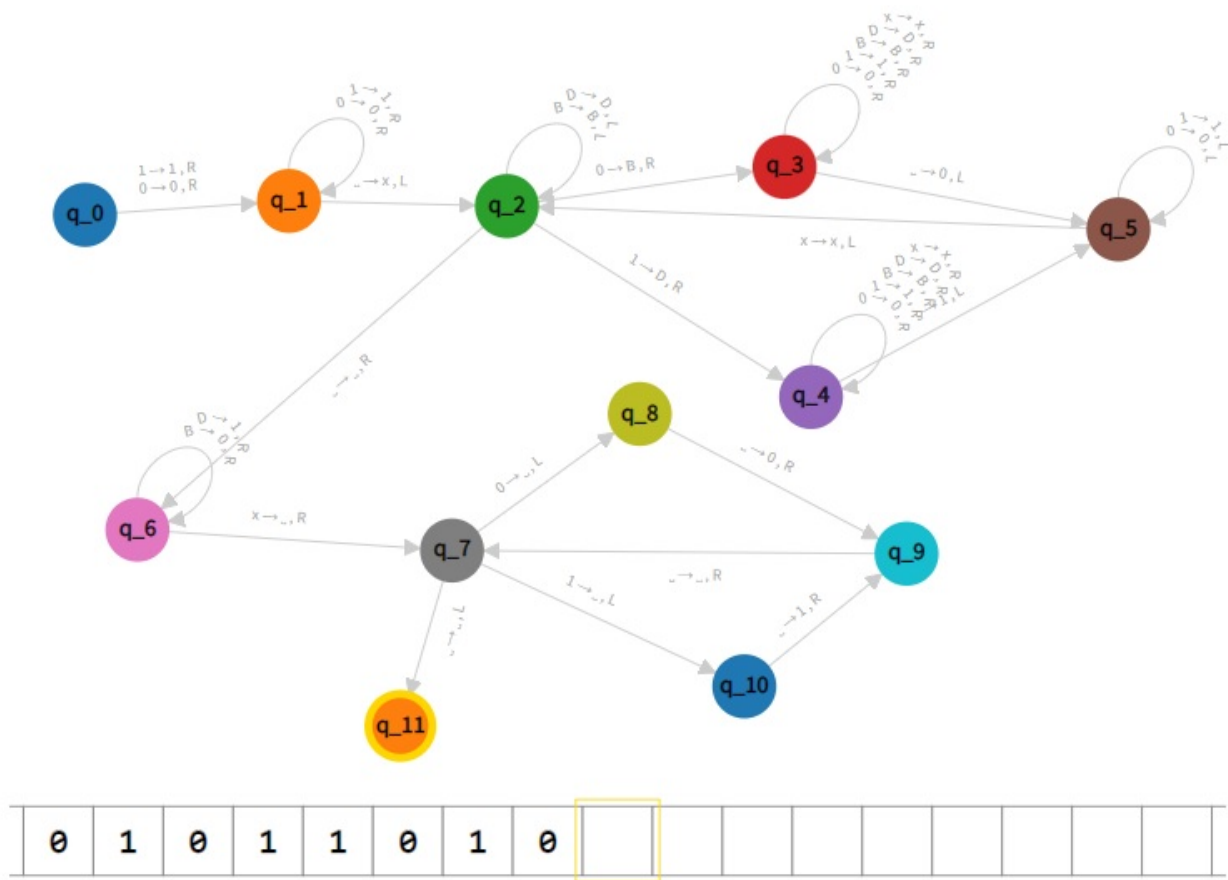 x→x,R
D→D,R
B→B,R
1→1,R
0→0,R
1→1,R
0→0,R
D→D,L
B→B,L
1→1,L
0→0,L
1→1,R
0→0,R
q_0
q_1
␣→x,L
q_2
0→B,R
q_3
␣→0,L
q_5
x→x,L
1→D,R
x→x,R
D→D,R
B→B,R
1→1,R
0→0,R
␣→1,L
q_4
␣→␣,R
q_8
D→1,R
B→0,R
0→␣,L
␣→0,R
q_6
x→␣,R
q_7
q_9
␣→␣,R
1→␣,L
␣→1,R
␣→␣,L
q_10
q_11
0 1 0 1 1 0 1 0